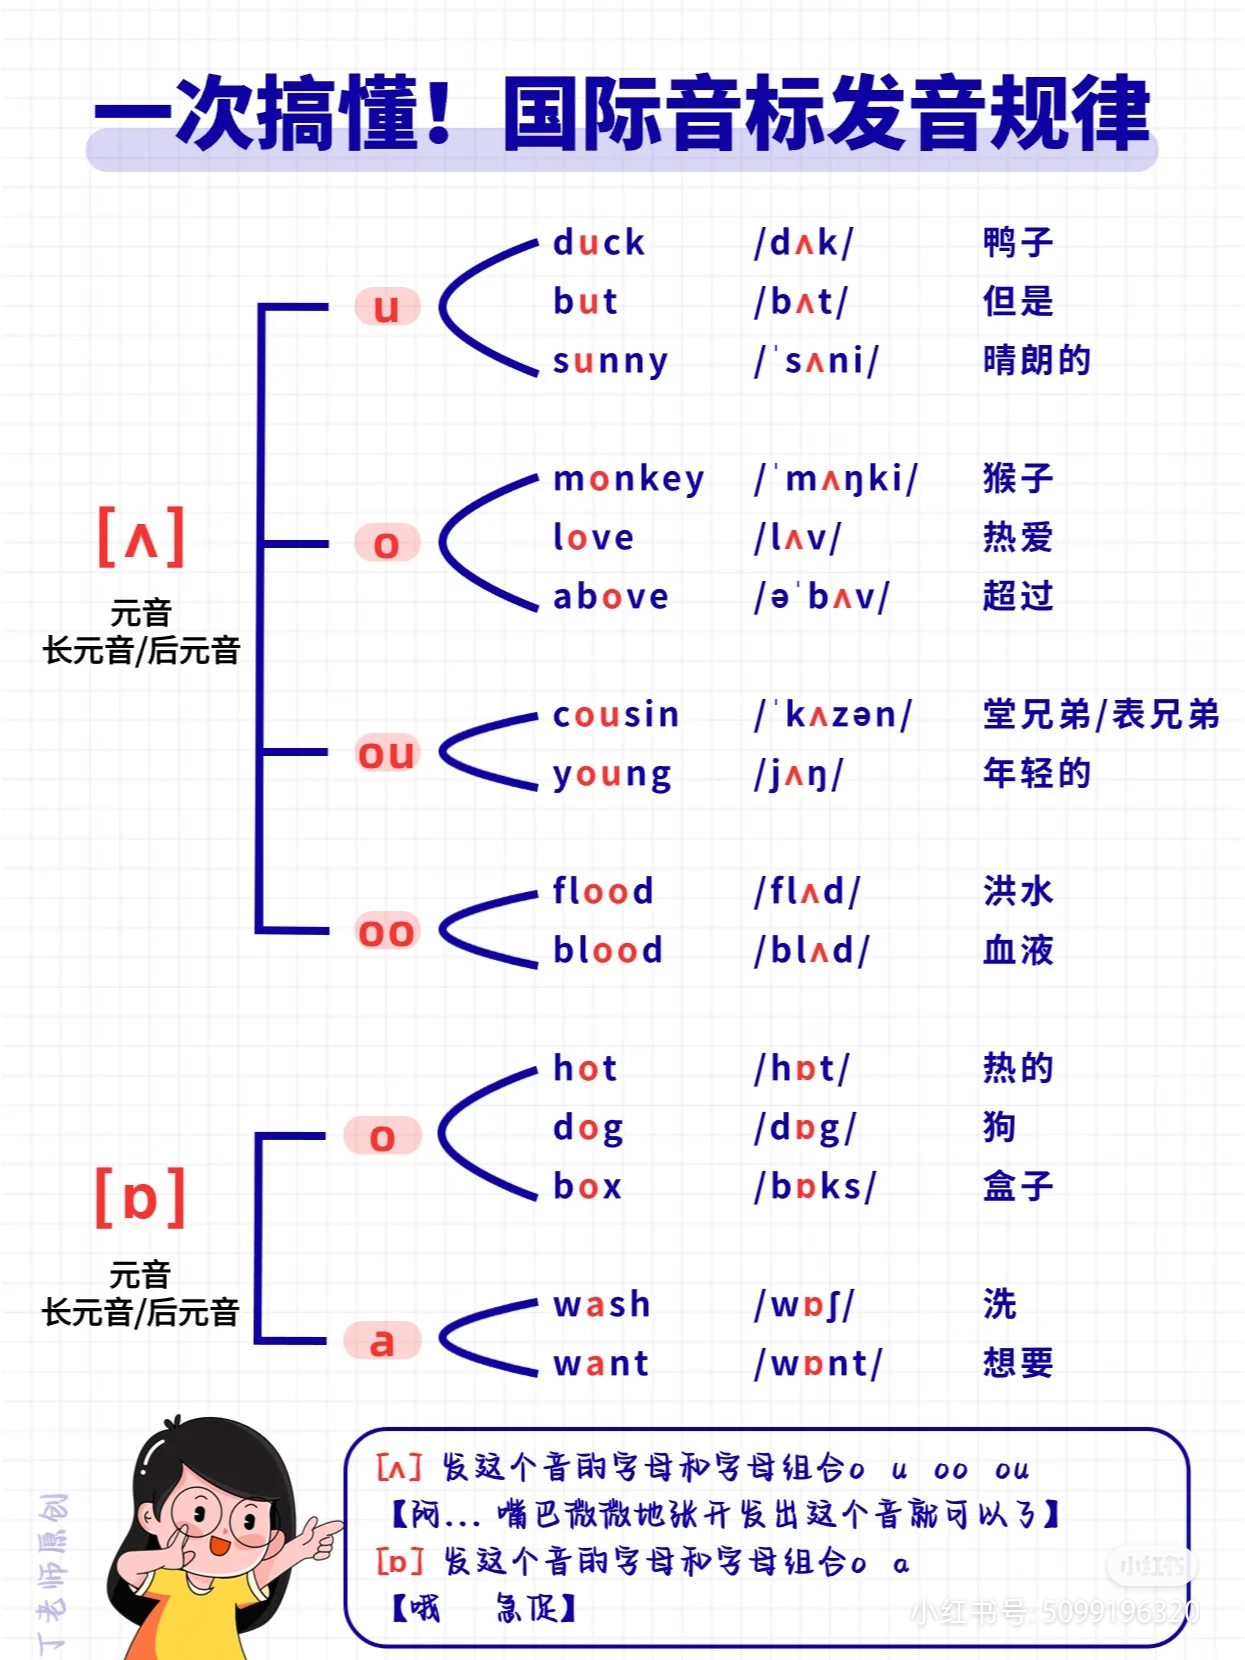 一次搞懂！国际音标发音规律
[ʌ]
元音
长元音/后元音
u
duck /dʌk/ 鸭子
but /bʌt/ 但是
sunny /ˈsʌni/ 晴朗的
o
monkey /ˈmʌŋki/ 猴子
love /lʌv/ 热爱
above /əˈbʌv/ 超过
ou
cousin /ˈkʌzən/ 堂兄弟/表兄弟
young /jʌŋ/ 年轻的
oo
flood /flʌd/ 洪水
blood /blʌd/ 血液
[ɒ]
元音
长元音/后元音
o
hot /hɒt/ 热的
dog /dɒg/ 狗
box /bɒks/ 盒子
a
wash /wɒʃ/ 洗
want /wɒnt/ 想要
[ʌ] 发这个音的字母和字母组合o u oo ou
【阿... 嘴巴微微地张开发出这个音就可以了】
[ɒ] 发这个音的字母和字母组合o a
【哦 急促】
丁老师原创
小红书
小红书号: 5099196320